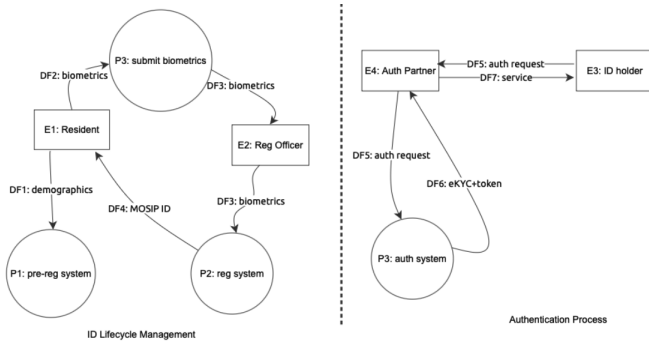 P3: submit biometrics
DF2: biometrics
DF3: biometrics
E1: Resident
E2: Reg Officer
DF1: demographics
DF4: MOSIP ID
DF3: biometrics
P1: pre-reg system
P2: reg system
ID Lifecycle Management
E4: Auth Partner
DF5: auth request
DF7: service
E3: ID holder
DF5: auth request
DF6: eKYC+token
P3: auth system
Authentication Process